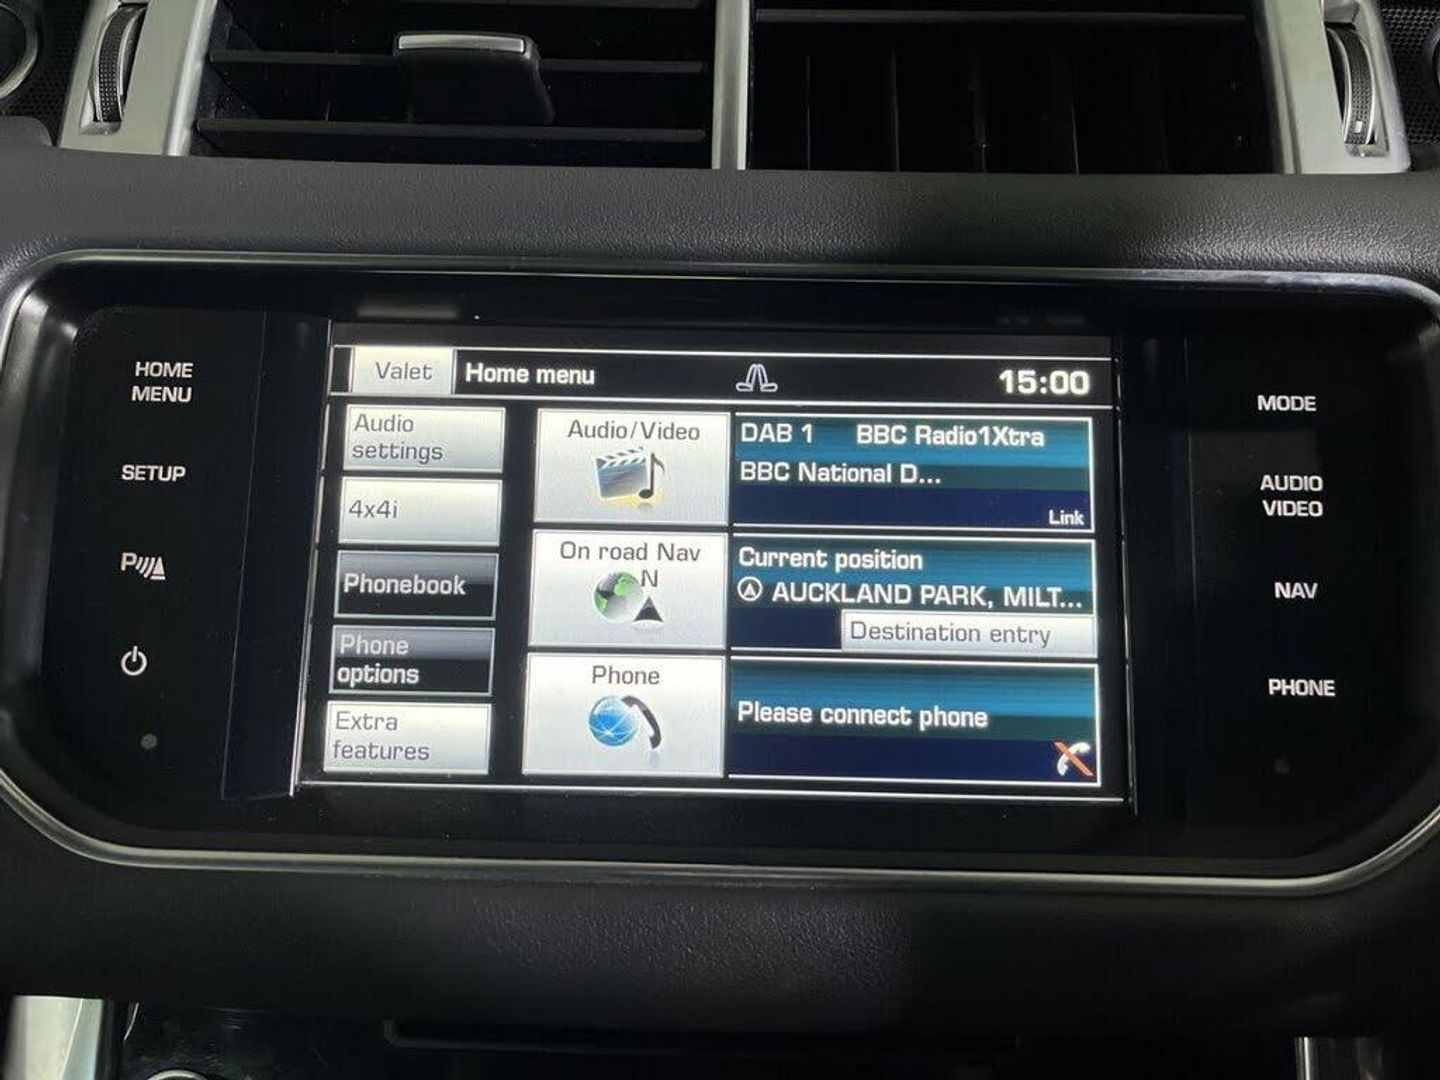 HOME
MENU
SETUP
P
Valet
Home menu
15:00
Audio
settings
4x4i
Phonebook
Phone
options
Extra
features
Audio/Video
DAB 1 BBC Radio1Xtra
BBC National D...
Link
On road Nav
N
Current position
AUCKLAND PARK, MILT...
Destination entry
Phone
Please connect phone
MODE
AUDIO
VIDEO
NAV
PHONE